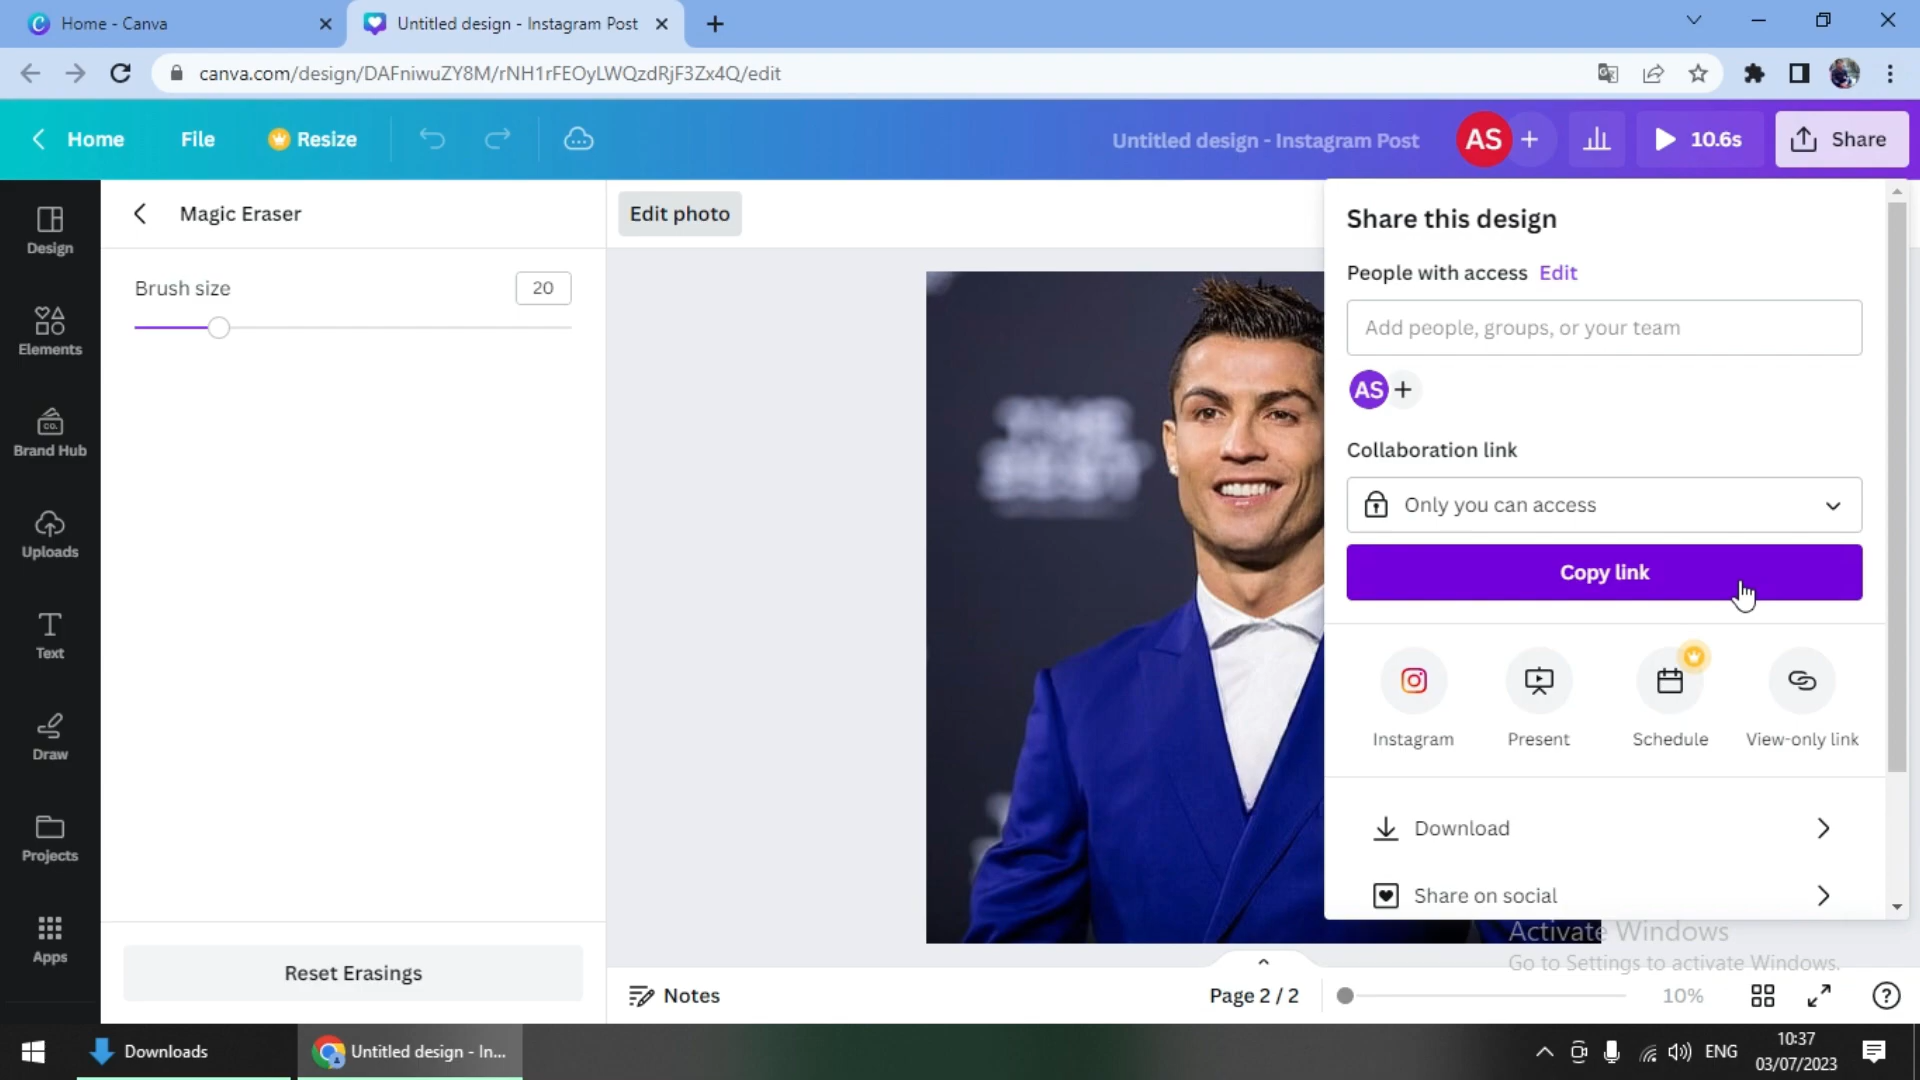 Home - Canva
Untitled design - Instagram Post
canva.com/design/DAFniwuZY8M/rNH1rFEOyLWQzdRjF3Zx4Q/edit
Home
File
Resize
Untitled design - Instagram Post
AS
10.6s
Share
Design
Elements
CO.
Brand Hub
Uploads
Text
Draw
Projects
Apps
Magic Eraser
Brush size
20
Reset Erasings
Edit photo
THE
BEST
Share this design
People with access Edit
Add people, groups, or your team
AS
Collaboration link
Only you can access
Copy link
Instagram
Present
Schedule
View-only link
Download
Share on social
Activate Windows
Go to Settings to activate Windows.
Notes
Page 2 / 2
10%
Downloads
Untitled design - In...
ENG
10:37
03/07/2023